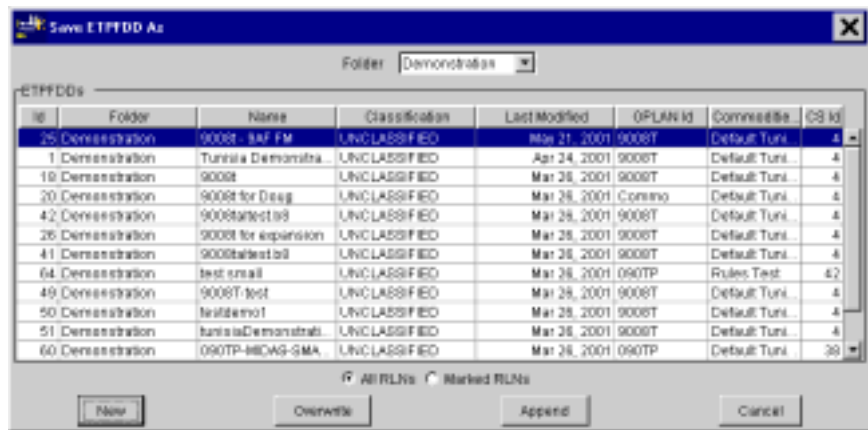 Save ETPFDD As
Folder Demonstration
ETPFDDs
Id Folder Name Classification Last Modified OPLAN Id Commoditie... CS Id
25 Demonstration 9008t - 9AF FM UNCLASSIFIED May 21, 2001 9008T Default Tuni... 4
1 Demonstration Tunisia Demonstra... UNCLASSIFIED Apr 24, 2001 9008T Default Tuni... 4
18 Demonstration 9008t UNCLASSIFIED Mar 26, 2001 9008T Default Tuni... 4
20 Demonstration 9008t for Doug UNCLASSIFIED Mar 26, 2001 Commo Default Tuni... 4
42 Demonstration UNCLASSIFIED Mar 26, 2001 9008T Default Tuni... 4
26 Demonstration 9008t for expansion UNCLASSIFIED Mar 26, 2001 9008T Default Tuni... 4
41 Demonstration UNCLASSIFIED Mar 26, 2001 9008T Default Tuni... 4
64 Demonstration test small UNCLASSIFIED Mar 26, 2001 090TP Rules Test 42
49 Demonstration 9008T-test UNCLASSIFIED Mar 26, 2001 9008T Default Tuni... 4
50 Demonstration testdemo1 UNCLASSIFIED Mar 26, 2001 9008T Default Tuni... 4
51 Demonstration tunisiaDemonstrati... UNCLASSIFIED Mar 26, 2001 9008T Default Tuni... 4
60 Demonstration 090TP-MIDAS-SMA... UNCLASSIFIED Mar 26, 2001 090TP Default Tuni... 38
All RLNs Marked RLNs
New Overwrite Append Cancel